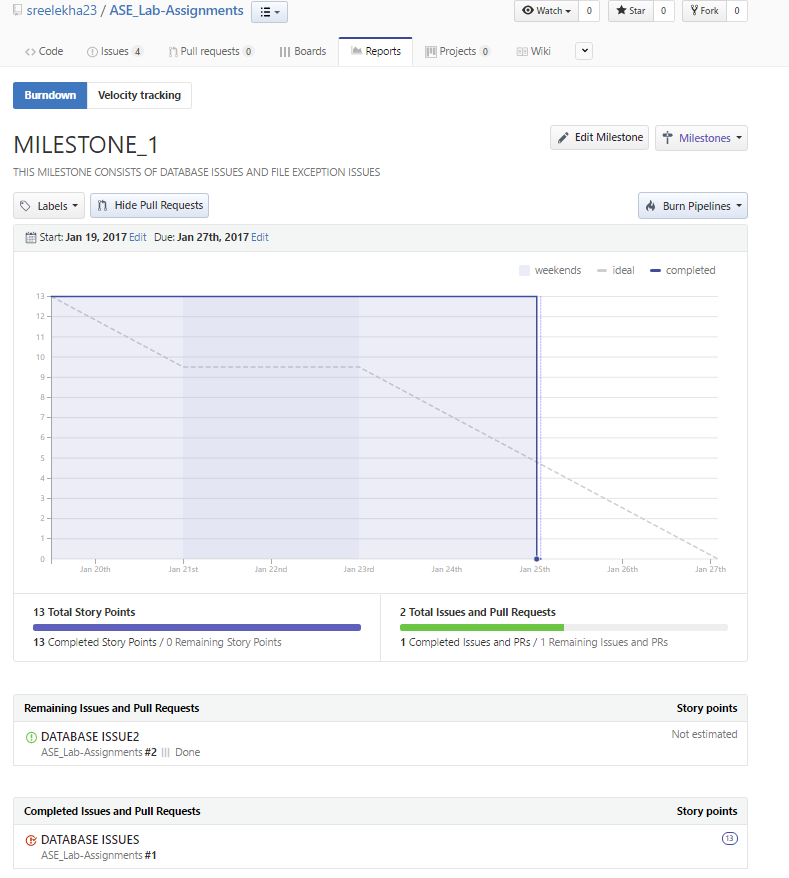 sreelekha23 / ASE_Lab-Assignments Watch 0 Star 0 Fork 0
Code Issues 4 Pull requests 0 Boards Reports Projects 0 Wiki
Burndown Velocity tracking
MILESTONE_1 Edit Milestone Milestones
THIS MILESTONE CONSISTS OF DATABASE ISSUES AND FILE EXCEPTION ISSUES
Labels Hide Pull Requests Burn Pipelines
Start: Jan 19, 2017 Edit Due: Jan 27th, 2017 Edit
weekends ideal completed
13
12
11
10
9
8
7
6
5
4
3
2
1
0
Jan 20th Jan 21st Jan 22nd Jan 23rd Jan 24th Jan 25th Jan 26th Jan 27th
13 Total Story Points
13 Completed Story Points / 0 Remaining Story Points
2 Total Issues and Pull Requests
1 Completed Issues and PRs / 1 Remaining Issues and PRs
Remaining Issues and Pull Requests Story points
DATABASE ISSUE2 Not estimated
ASE_Lab-Assignments #2 Done
Completed Issues and Pull Requests Story points
DATABASE ISSUES 13
ASE_Lab-Assignments #1